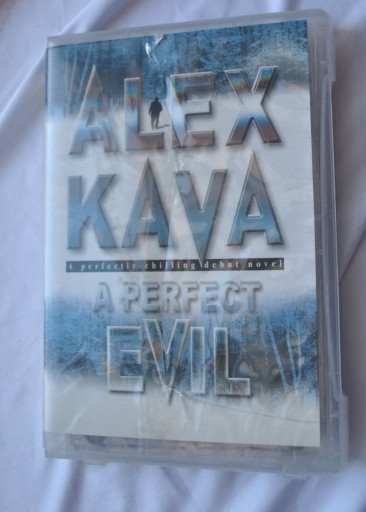 ALEX
KAVA
A perfectly chilling debut novel
A PERFECT
EVIL